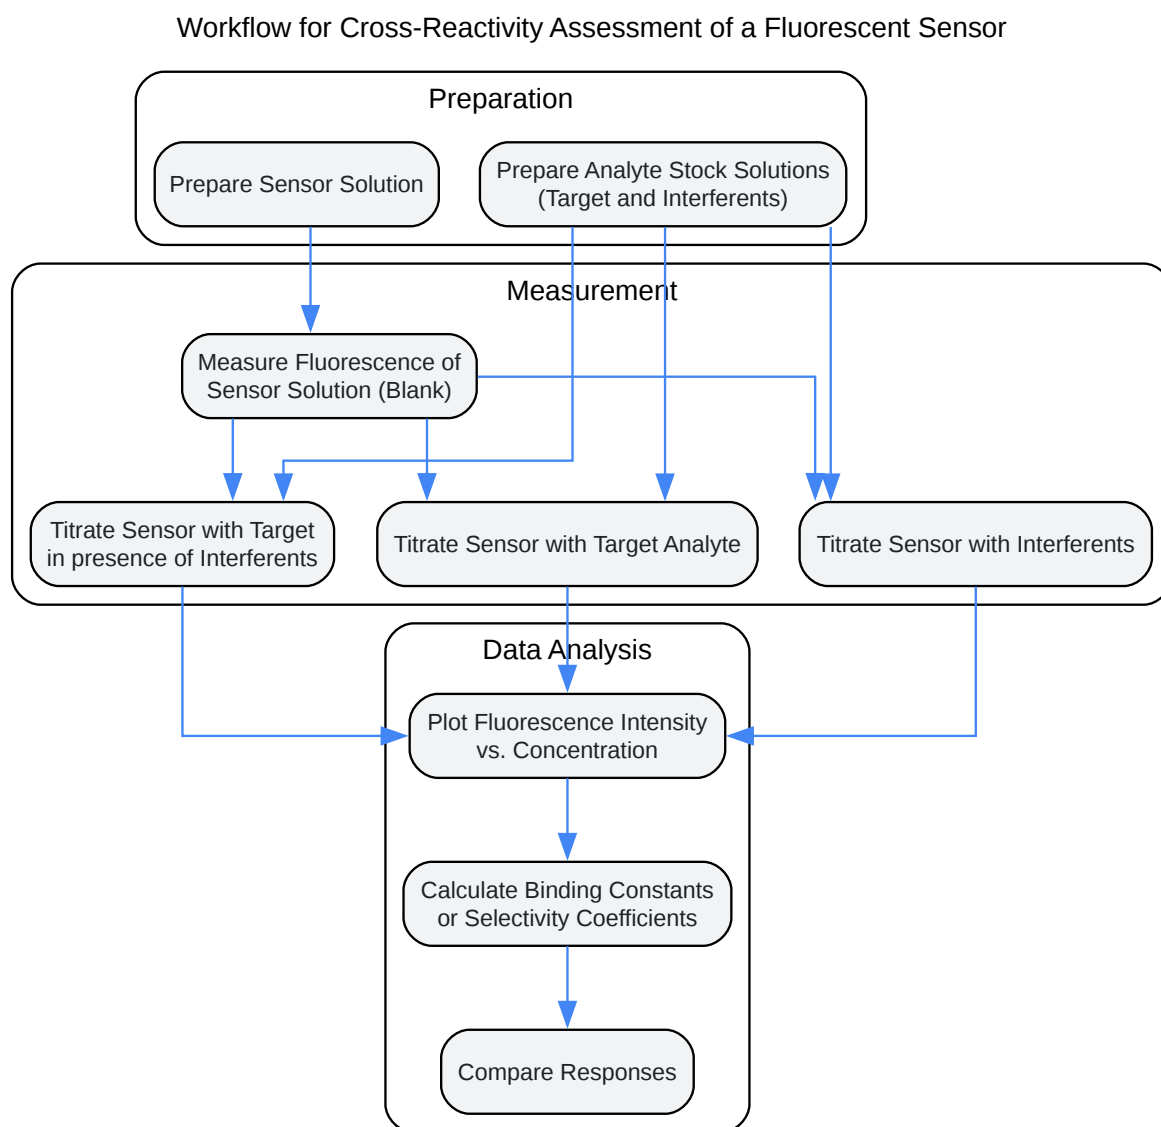 Workflow for Cross-Reactivity Assessment of a Fluorescent Sensor
Preparation
Prepare Sensor Solution
Prepare Analyte Stock Solutions
(Target and Interferents)
Measurement
Measure Fluorescence of
Sensor Solution (Blank)
Titrate Sensor with Target
in presence of Interferents
Titrate Sensor with Target Analyte
Titrate Sensor with Interferents
Data Analysis
Plot Fluorescence Intensity
vs. Concentration
Calculate Binding Constants
or Selectivity Coefficients
Compare Responses